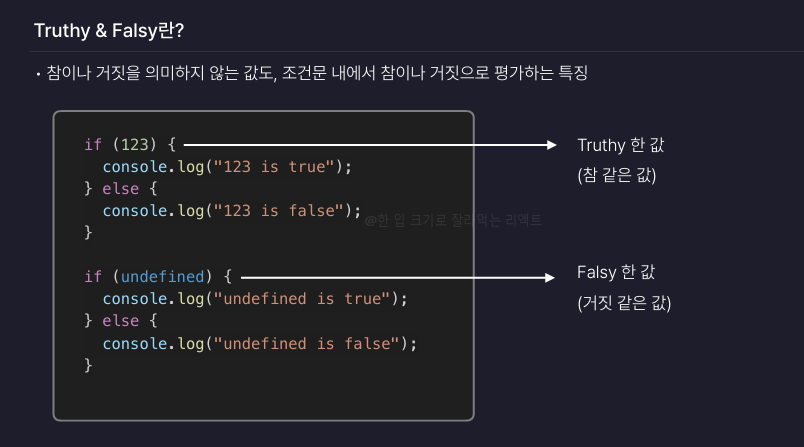 Truthy & Falsy란?
• 참이나 거짓을 의미하지 않는 값도, 조건문 내에서 참이나 거짓으로 평가하는 특징
if (123) {
  console.log("123 is true");
} else {
  console.log("123 is false");
}
Truthy 한 값
(참 같은 값)
@한 입 크기로 잘라먹는 리액트
if (undefined) {
  console.log("undefined is true");
} else {
  console.log("undefined is false");
}
Falsy 한 값
(거짓 같은 값)